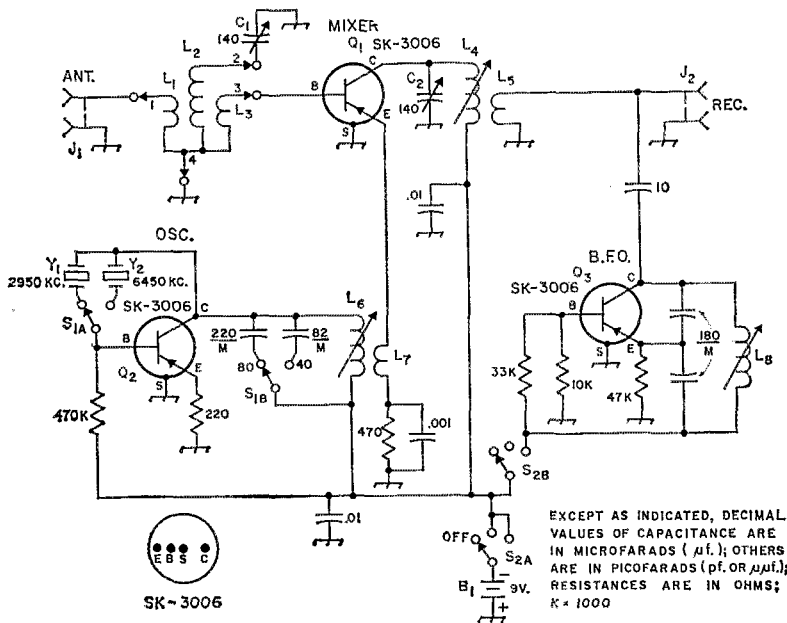 C1
140
MIXER
Q1 SK-3006
L4
L2
2
C
ANT.
L1
1
3
L3
B
C2
140
L5
J2
REC.
S
E
J1
4
.01
10
OSC.
B.F.O.
Y1
2950 KC.
Y2
6450 KC.
Q3
SK-3006
C
SK-3006
C
L6
B
S1A
220
M
82
M
B
E
180
M
L8
S
Q2
E
S
80
40
L7
33K
10K
47K
S1B
470K
220
470
.001
S2B
.01
OFF
S2A
E B S C
B1
9V.
-
+
SK-3006
EXCEPT AS INDICATED, DECIMAL
VALUES OF CAPACITANCE ARE
IN MICROFARADS ( µf.); OTHERS
ARE IN PICOFARADS (pf. OR µµf.);
RESISTANCES ARE IN OHMS;
K = 1000